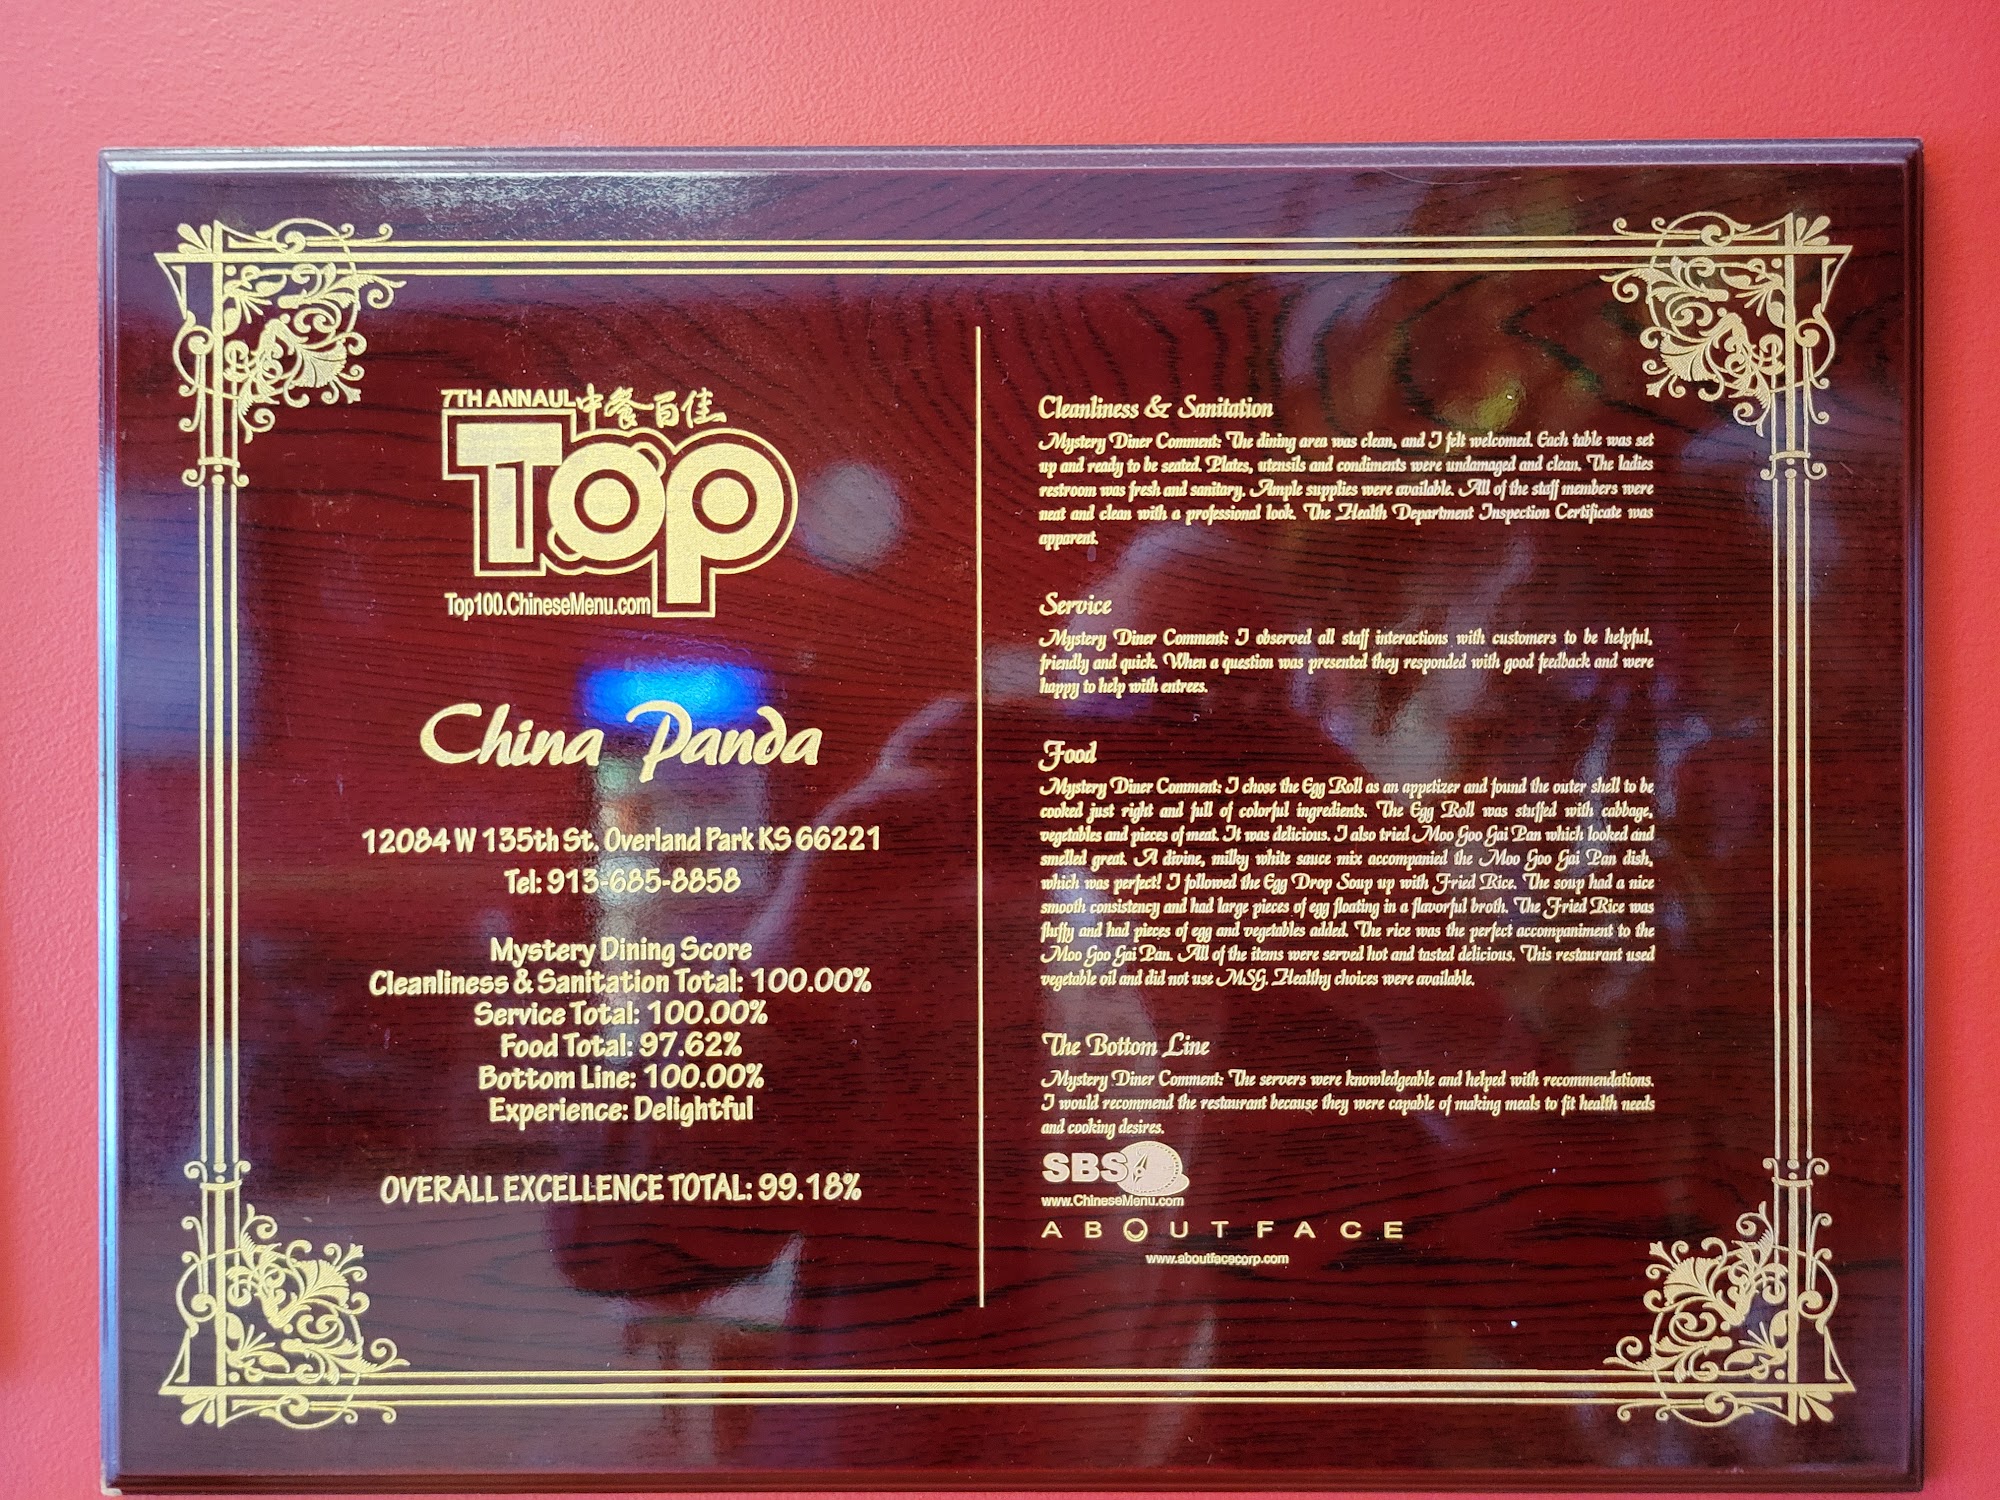 7TH ANNAUL 中餐百佳
Top
Top100.ChineseMenu.com
China Panda
12084 W 135th St. Overland Park KS 66221
Tel: 913-685-8858
Mystery Dining Score
Cleanliness & Sanitation Total: 100.00%
Service Total: 100.00%
Food Total: 97.62%
Bottom Line: 100.00%
Experience: Delightful
OVERALL EXCELLENCE TOTAL: 99.18%
Cleanliness & Sanitation
Mystery Diner Comment: The dining area was clean, and I felt welcomed. Each table was set
up and ready to be seated. Plates, utensils and condiments were undamaged and clean. The ladies
restroom was fresh and sanitary. Ample supplies were available. All of the staff members were
neat and clean with a professional look. The Health Department Inspection Certificate was
apparent.
Service
Mystery Diner Comment: I observed all staff interactions with customers to be helpful,
friendly and quick. When a question was presented they responded with good feedback and were
happy to help with entrees.
Food
Mystery Diner Comment: I chose the Egg Roll as an appetizer and found the outer shell to be
cooked just right and full of colorful ingredients. The Egg Roll was stuffed with cabbage,
vegetables and pieces of meat. It was delicious. I also tried Moo Goo Gai Pan which looked and
smelled great. A divine, milky white sauce mix accompanied the Moo Goo Gai Pan dish,
which was perfect! I followed the Egg Drop Soup up with Fried Rice. The soup had a nice
smooth consistency and had large pieces of egg floating in a flavorful broth. The Fried Rice was
fluffy and had pieces of egg and vegetables added. The rice was the perfect accompaniment to the
Moo Goo Gai Pan. All of the items were served hot and tasted delicious. This restaurant used
vegetable oil and did not use MSG. Healthy choices were available.
The Bottom Line
Mystery Diner Comment: The servers were knowledgeable and helped with recommendations.
I would recommend the restaurant because they were capable of making meals to fit health needs
and cooking desires.
SBS
www.ChineseMenu.com
ABOUT FACE
www.aboutfacecorp.com